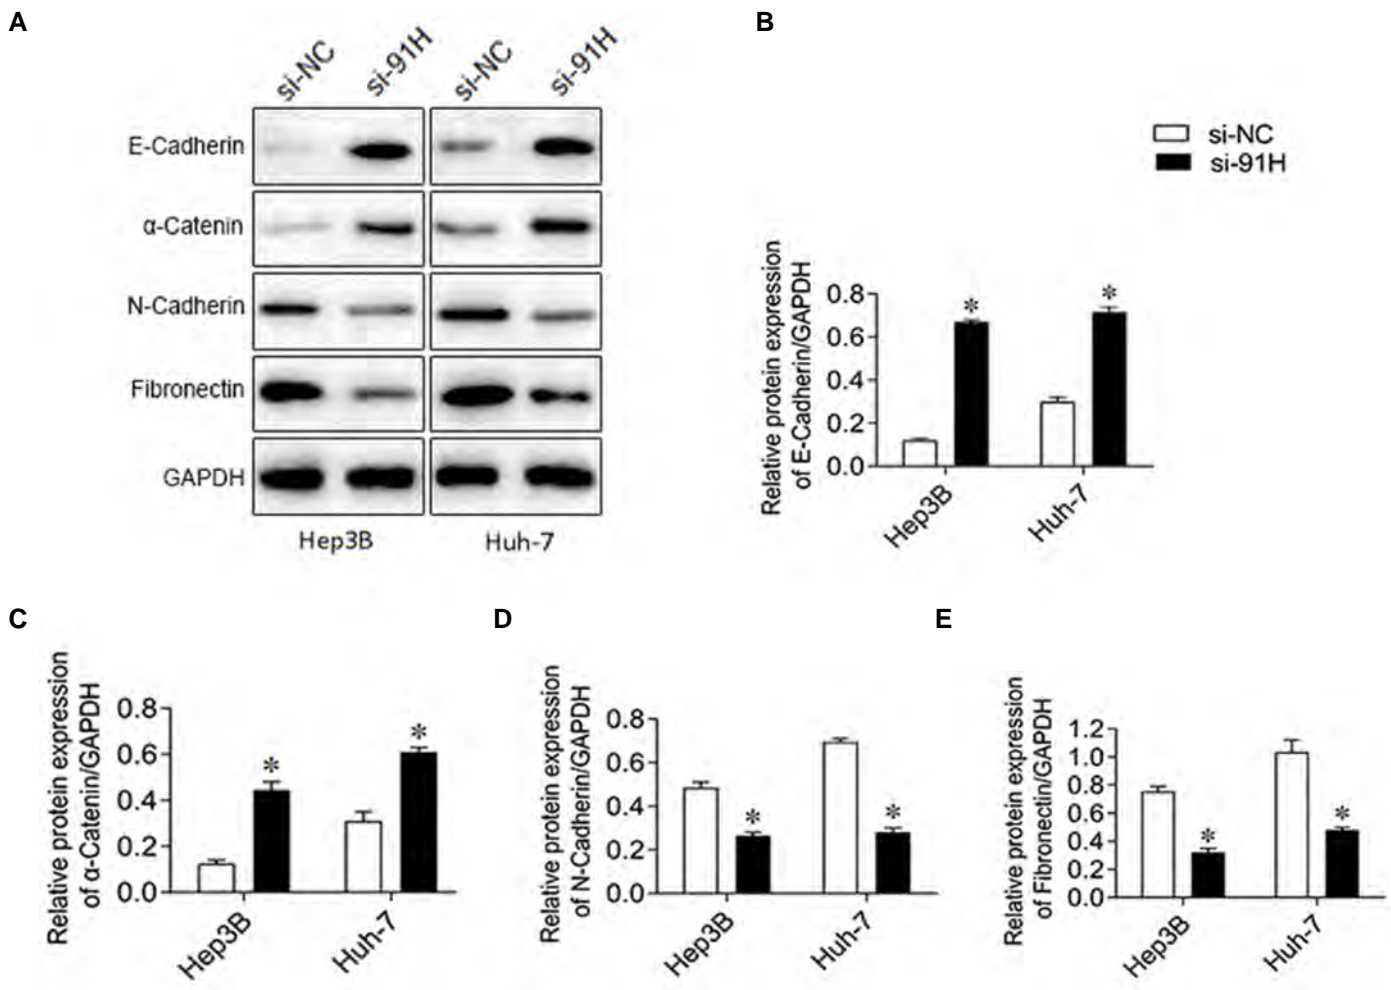 A
si-NC
si-91H
si-NC
si-91H
E-Cadherin
α-Catenin
N-Cadherin
Fibronectin
GAPDH
Hep3B
Huh-7
B
si-NC
si-91H
Relative protein expression
of E-Cadherin/GAPDH
0.8
0.6
0.4
0.2
0.0
*
*
Hep3B
Huh-7
C
Relative protein expression
of α-Catenin/GAPDH
0.8
0.6
0.4
0.2
0.0
*
*
Hep3B
Huh-7
D
Relative protein expression
of N-Cadherin/GAPDH
0.8
0.6
0.4
0.2
0.0
*
*
Hep3B
Huh-7
E
Relative protein expression
of Fibronectin/GAPDH
1.2
1.0
0.8
0.6
0.4
0.2
0.0
*
*
Hep3B
Huh-7